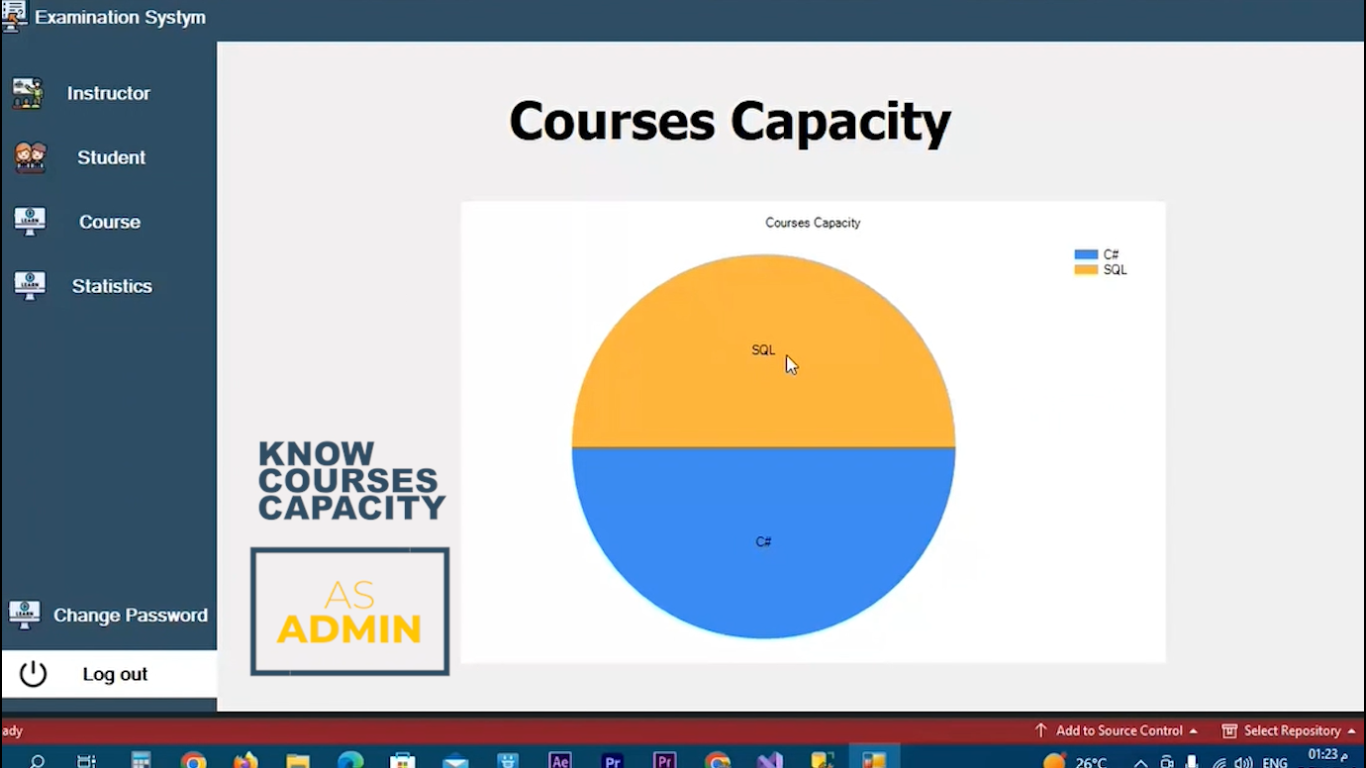 Examination Systym
Instructor
Student
Course
Statistics
Change Password
Log out
Courses Capacity
Courses Capacity
C#
SQL
SQL
C#
KNOW
COURSES
CAPACITY
AS
ADMIN
ady
Add to Source Control
Select Repository
Ae
Pr
Pr
26°C
ENG
01:23 م